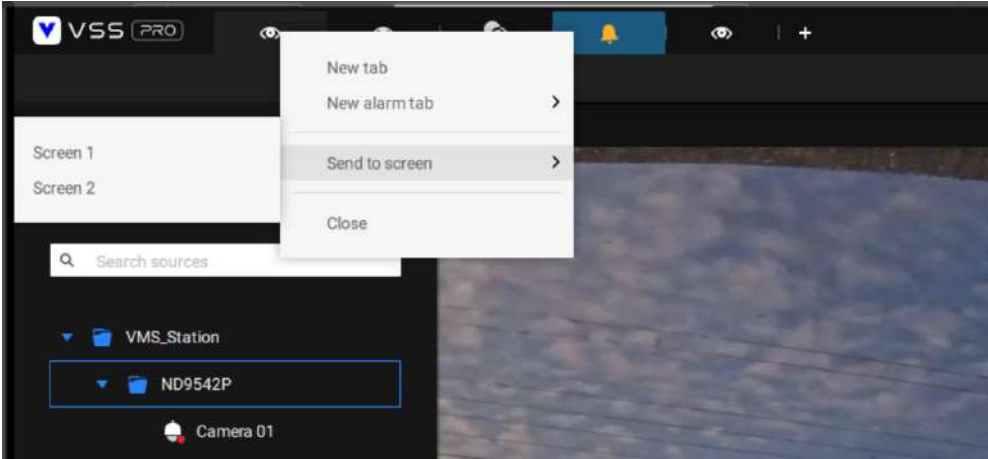 VSS PRO
New tab
New alarm tab
Send to screen
Close
Screen 1
Screen 2
Search sources
VMS_Station
ND9542P
Camera 01